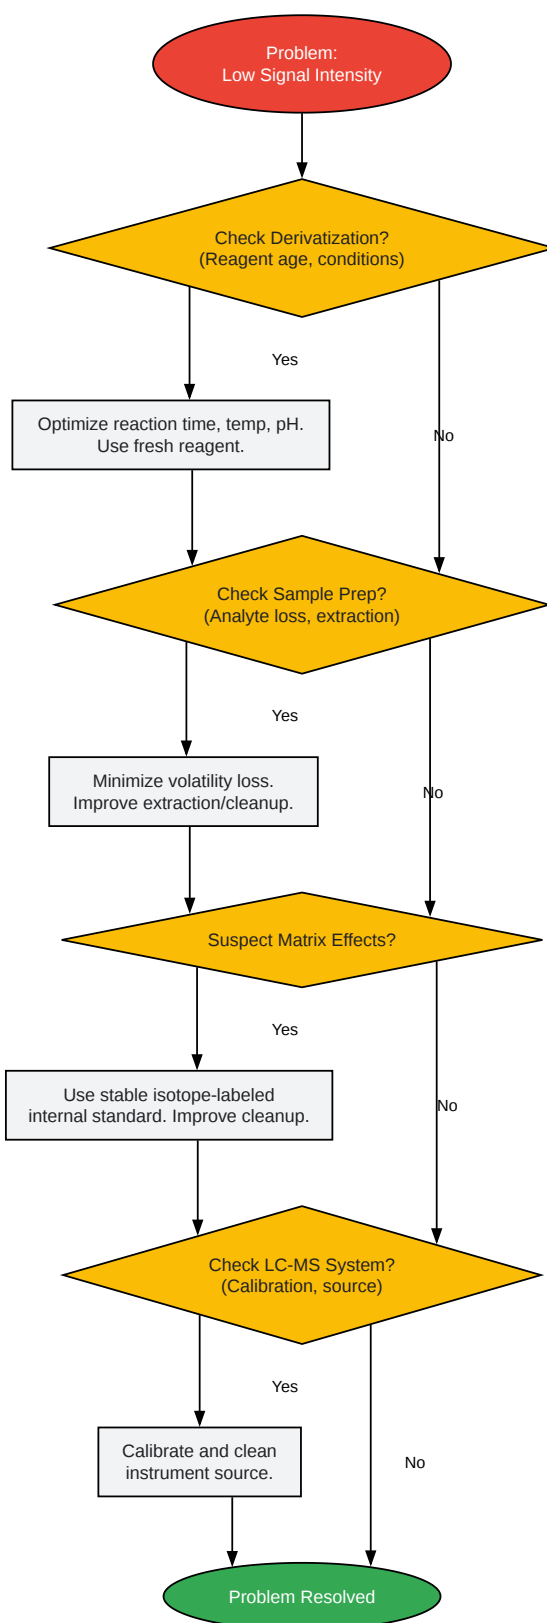 Problem:
Low Signal Intensity
Check Derivatization?
(Reagent age, conditions)
Yes
Optimize reaction time, temp, pH.
Use fresh reagent.
No
Check Sample Prep?
(Analyte loss, extraction)
Yes
Minimize volatility loss.
Improve extraction/cleanup.
No
Suspect Matrix Effects?
Yes
Use stable isotope-labeled
internal standard. Improve cleanup.
No
Check LC-MS System?
(Calibration, source)
Yes
Calibrate and clean
instrument source.
No
Problem Resolved